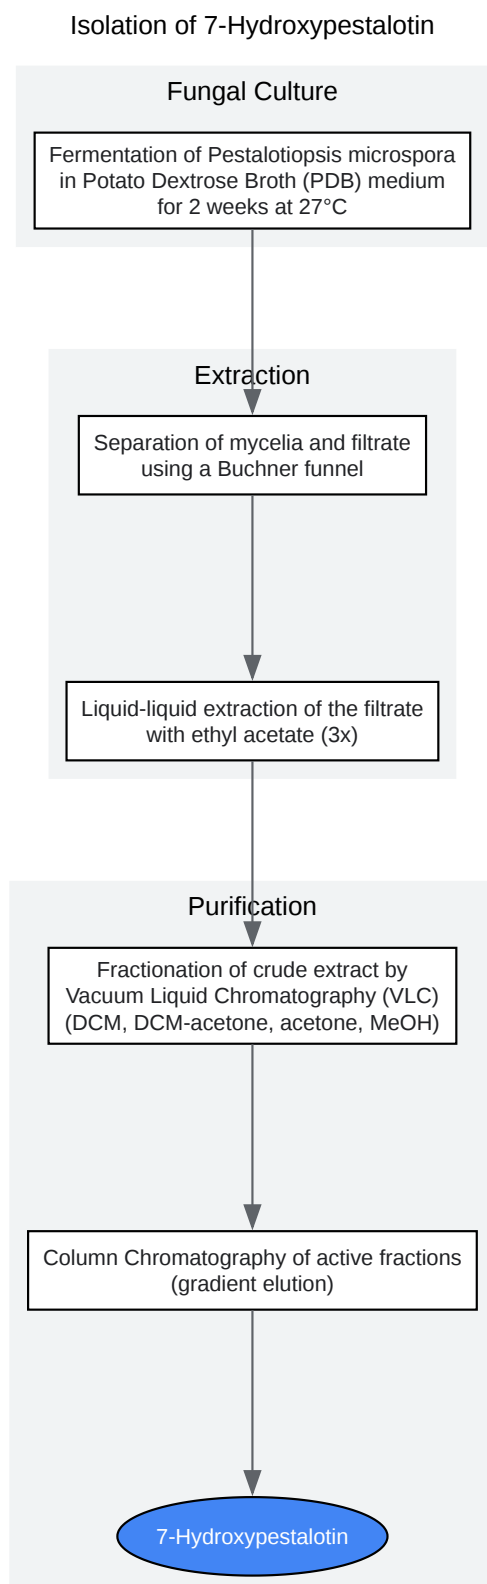 Isolation of 7-Hydroxypestalotin
Fungal Culture
Fermentation of Pestalotiopsis microspora
in Potato Dextrose Broth (PDB) medium
for 2 weeks at 27°C
Extraction
Separation of mycelia and filtrate
using a Buchner funnel
Liquid-liquid extraction of the filtrate
with ethyl acetate (3x)
Purification
Fractionation of crude extract by
Vacuum Liquid Chromatography (VLC)
(DCM, DCM-acetone, acetone, MeOH)
Column Chromatography of active fractions
(gradient elution)
7-Hydroxypestalotin